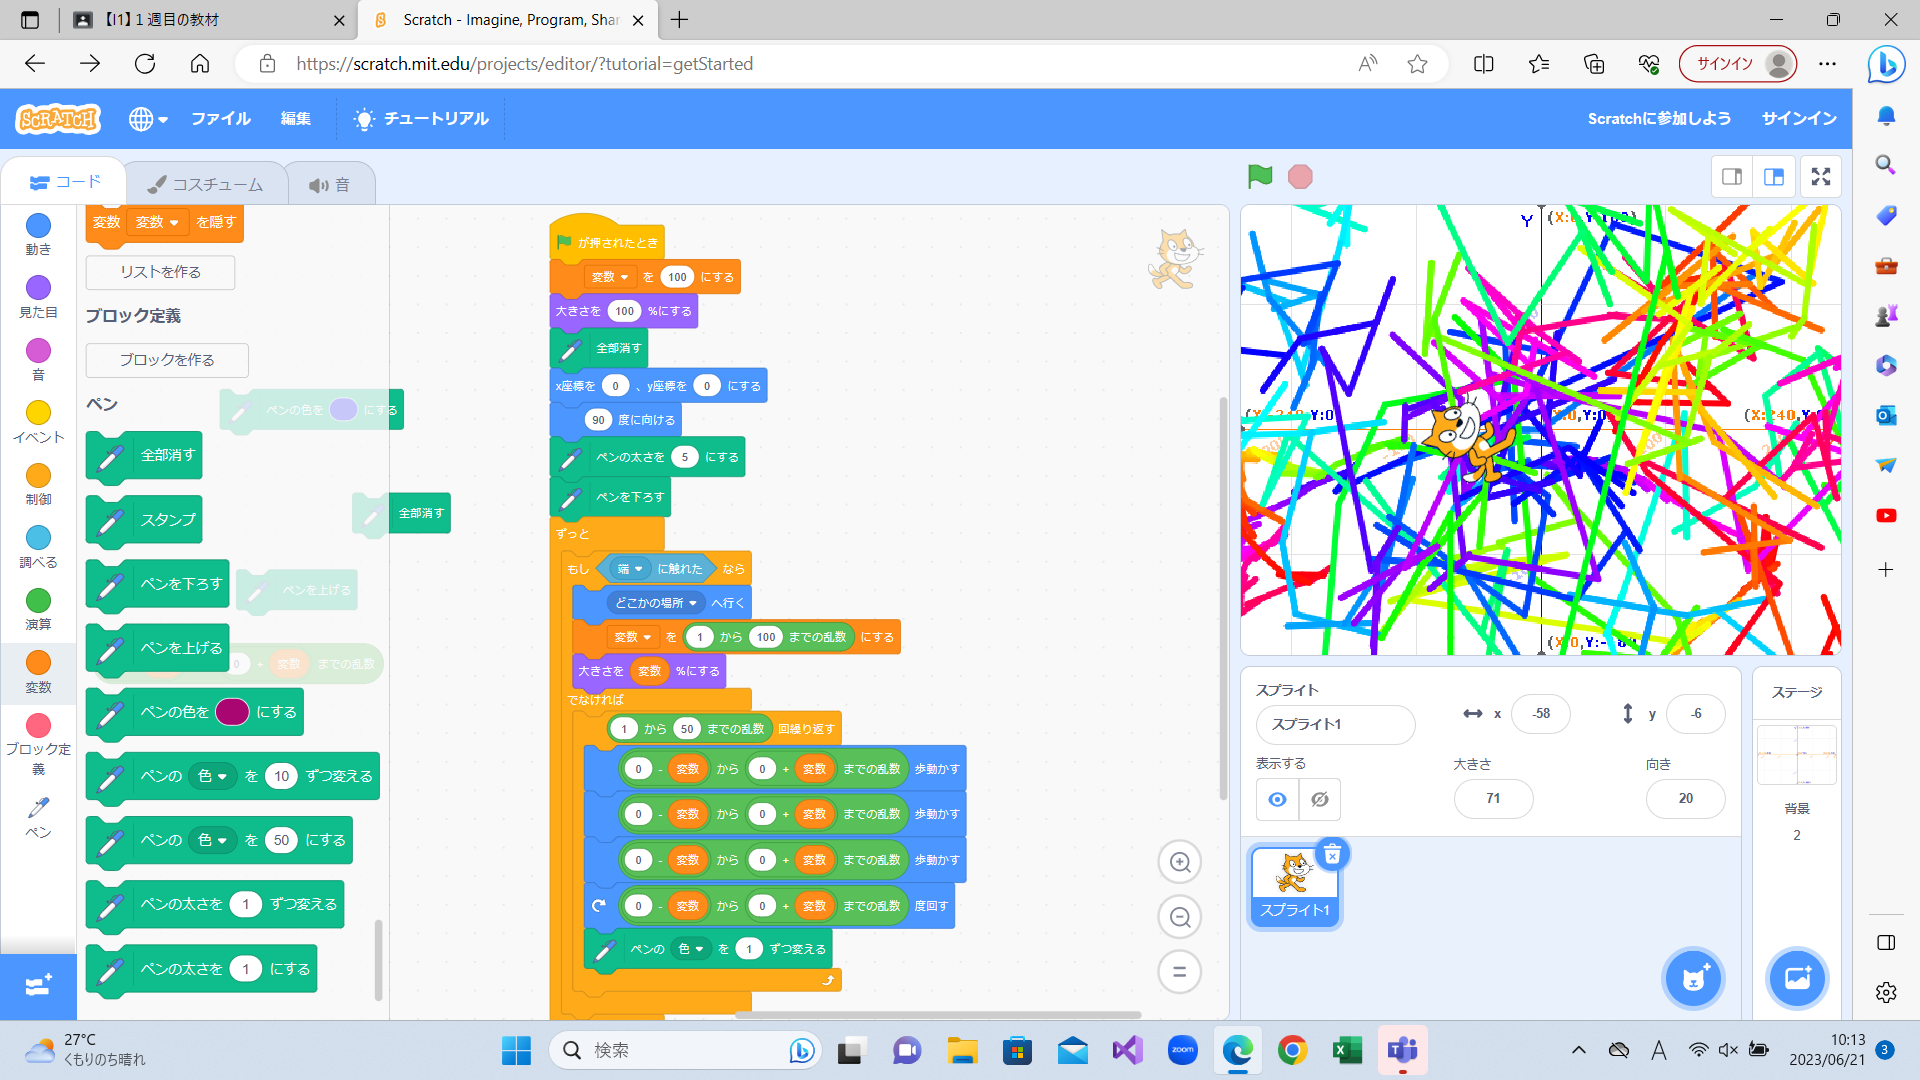 【I1】1 週目の教材
Scratch - Imagine, Program, Shar
https://scratch.mit.edu/projects/editor/?tutorial=getStarted
サインイン
SCRATCH
ファイル
編集
チュートリアル
Scratchに参加しよう
サインイン
コード
コスチューム
音
動き
見た目
音
イベント
制御
調べる
演算
変数
ブロック定義
ペン
変数 変数 を隠す
リストを作る
ブロック定義
ブロックを作る
ペン
ペンの色を にする
全部消す
全部消す
スタンプ
ペンを下ろす
ペンを上げる
ペンを上げる
0 + 変数 までの乱数
ペンの色を にする
ペンの 色 を 10 ずつ変える
ペンの 色 を 50 にする
ペンの太さを 1 ずつ変える
ペンの太さを 1 にする
が押されたとき
変数 を 100 にする
大きさを 100 %にする
全部消す
x座標を 0 、y座標を 0 にする
90 度に向ける
ペンの太さを 5 にする
ペンを下ろす
ずっと
もし 端 に触れた なら
どこかの場所 へ行く
変数 を 1 から 100 までの乱数 にする
大きさを 変数 %にする
でなければ
1 から 50 までの乱数 回繰り返す
0 - 変数 から 0 + 変数 までの乱数 歩動かす
0 - 変数 から 0 + 変数 までの乱数 歩動かす
0 - 変数 から 0 + 変数 までの乱数 歩動かす
0 - 変数 から 0 + 変数 までの乱数 度回す
ペンの 色 を 1 ずつ変える
Y
スプライト
スプライト1
x -58
y -6
表示する
大きさ
71
向き
20
スプライト1
ステージ
背景
2
27°C
くもりのち晴れ
検索
zoom
A
10:13
2023/06/21
3